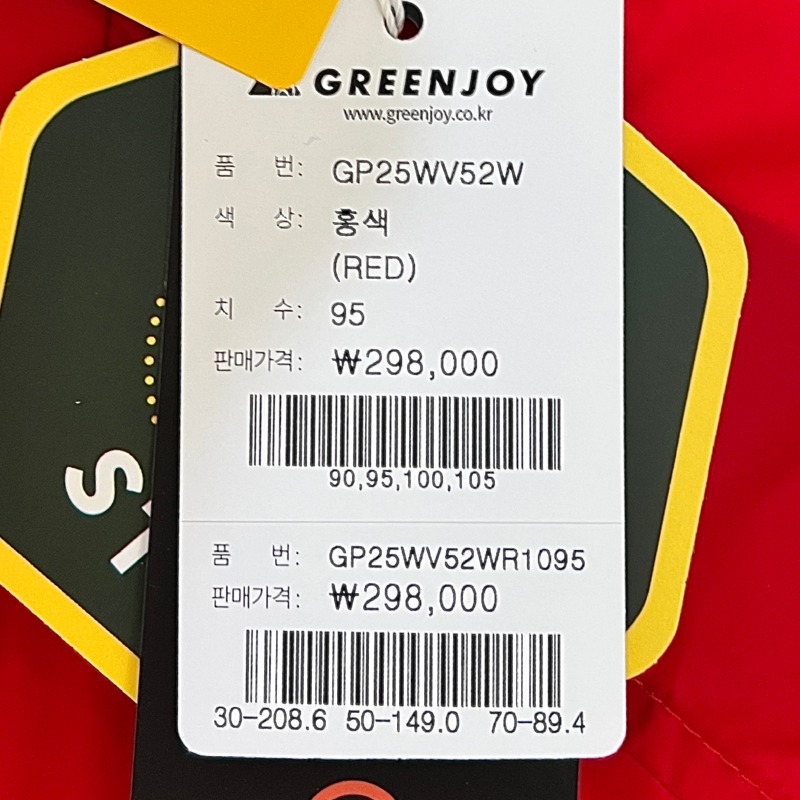 GREENJOY
www.greenjoy.co.kr
품 번: GP25WV52W
색 상: 홍색
(RED)
치 수: 95
판매가격: ₩298,000
90,95,100,105
품 번: GP25WV52WR1095
판매가격: ₩298,000
30-208.6 50-149.0 70-89.4